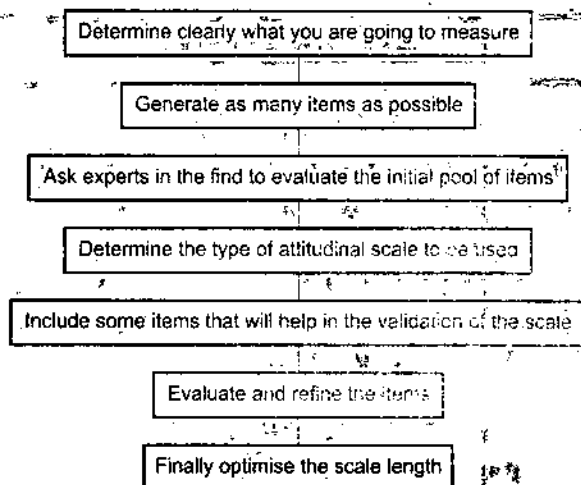 Determine clearly what you are going to measure
Generate as many items as possible
Ask experts in the find to evaluate the initial pool of items
Determine the type of attitudinal scale to be used
Include some items that will help in the validation of the scale
Evaluate and refine the items
Finally optimise the scale length